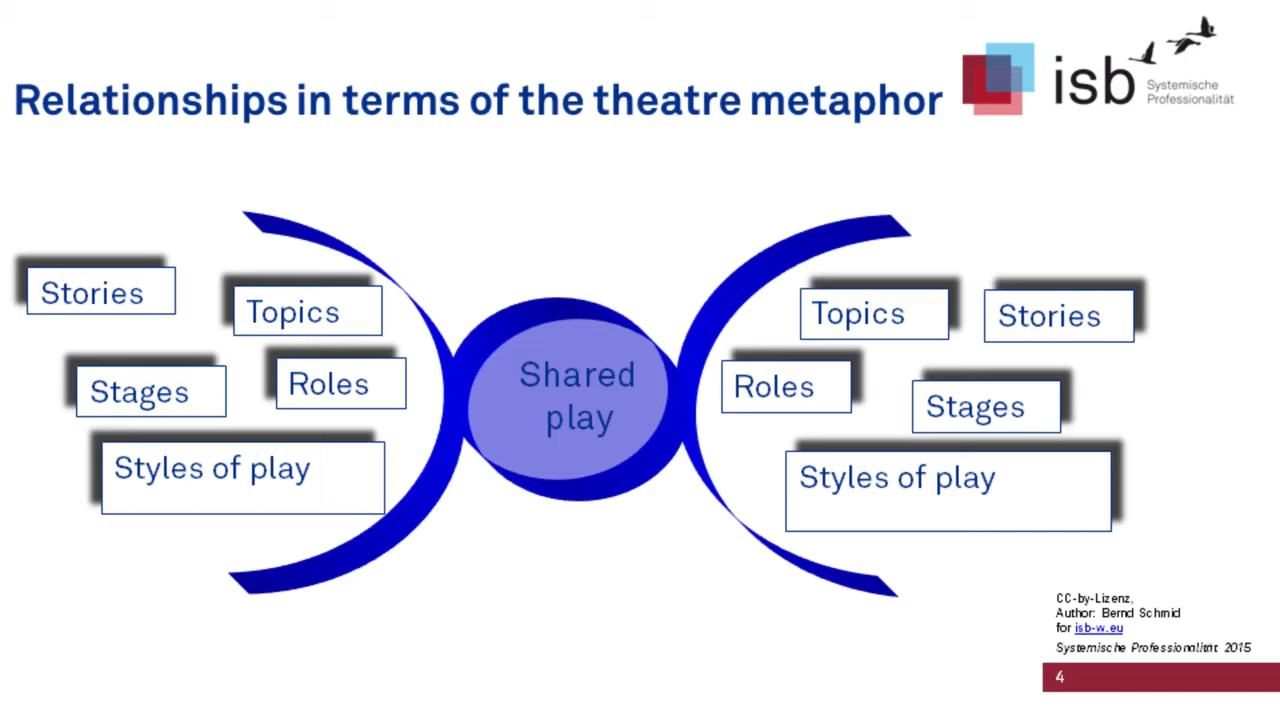 Relationships in terms of the theatre metaphor
isb
Systemische
Professionalität
Stories
Topics
Stages
Roles
Styles of play
Shared
play
Topics
Stories
Roles
Stages
Styles of play
CC-by-Lizenz,
Author: Bernd Schmid
for isb-w.eu
Systemische Professionalität 2015
4